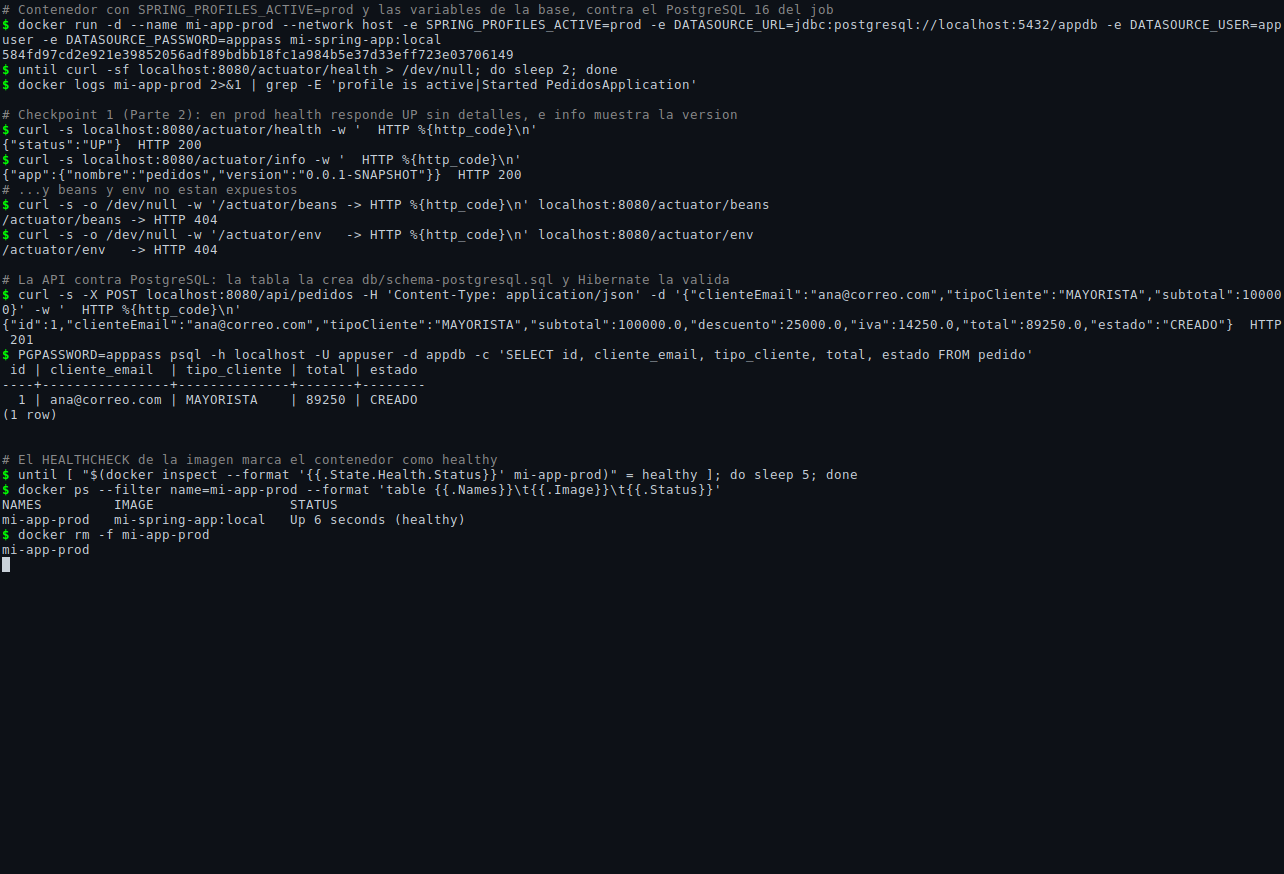 # Contenedor con SPRING_PROFILES_ACTIVE=prod y las variables de la base, contra el PostgreSQL 16 del job
$ docker run -d --name mi-app-prod --network host -e SPRING_PROFILES_ACTIVE=prod -e DATASOURCE_URL=jdbc:postgresql://localhost:5432/appdb -e DATASOURCE_USER=app
user -e DATASOURCE_PASSWORD=apppass mi-spring-app:local
584fd97cd2e921e39852056adf89bdbb18fc1a984b5e37d33eff723e03706149
$ until curl -sf localhost:8080/actuator/health > /dev/null; do sleep 2; done
$ docker logs mi-app-prod 2>&1 | grep -E 'profile is active|Started PedidosApplication'

# Checkpoint 1 (Parte 2): en prod health responde UP sin detalles, e info muestra la version
$ curl -s localhost:8080/actuator/health -w '  HTTP %{http_code}\n'
{"status":"UP"}  HTTP 200
$ curl -s localhost:8080/actuator/info -w '  HTTP %{http_code}\n'
{"app":{"nombre":"pedidos","version":"0.0.1-SNAPSHOT"}}  HTTP 200
# ...y beans y env no estan expuestos
$ curl -s -o /dev/null -w '/actuator/beans -> HTTP %{http_code}\n' localhost:8080/actuator/beans
/actuator/beans -> HTTP 404
$ curl -s -o /dev/null -w '/actuator/env   -> HTTP %{http_code}\n' localhost:8080/actuator/env
/actuator/env   -> HTTP 404

# La API contra PostgreSQL: la tabla la crea db/schema-postgresql.sql y Hibernate la valida
$ curl -s -X POST localhost:8080/api/pedidos -H 'Content-Type: application/json' -d '{"clienteEmail":"ana@correo.com","tipoCliente":"MAYORISTA","subtotal":10000
0}' -w '  HTTP %{http_code}\n'
{"id":1,"clienteEmail":"ana@correo.com","tipoCliente":"MAYORISTA","subtotal":100000.0,"descuento":25000.0,"iva":14250.0,"total":89250.0,"estado":"CREADO"}  HTTP
 201
$ PGPASSWORD=apppass psql -h localhost -U appuser -d appdb -c 'SELECT id, cliente_email, tipo_cliente, total, estado FROM pedido'
 id | cliente_email  | tipo_cliente | total | estado
----+----------------+--------------+-------+--------
  1 | ana@correo.com | MAYORISTA    | 89250 | CREADO
(1 row)

# El HEALTHCHECK de la imagen marca el contenedor como healthy
$ until [ "$(docker inspect --format '{{.State.Health.Status}}' mi-app-prod)" = healthy ]; do sleep 5; done
$ docker ps --filter name=mi-app-prod --format 'table {{.Names}}\t{{.Image}}\t{{.Status}}'
NAMES         IMAGE                 STATUS
mi-app-prod   mi-spring-app:local   Up 6 seconds (healthy)
$ docker rm -f mi-app-prod
mi-app-prod